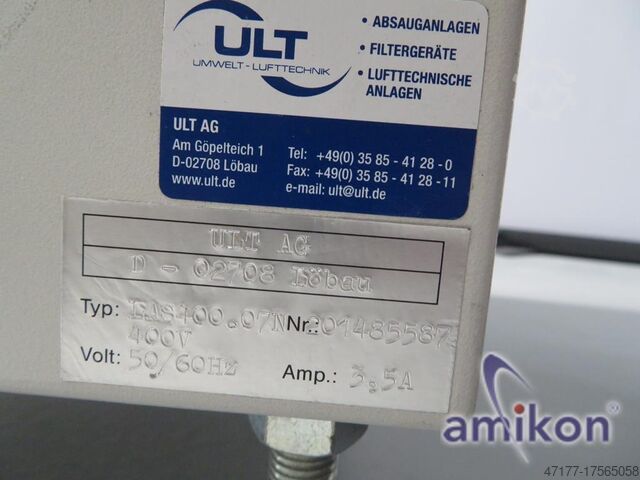 ULT
UMWELT - LUFTTECHNIK
• ABSAUGANLAGEN
• FILTERGERÄTE
• LUFTTECHNISCHE
ANLAGEN
ULT AG
Am Göpelteich 1
D-02708 Löbau
www.ult.de
Tel: +49(0) 35 85 - 41 28 - 0
Fax: +49(0) 35 85 - 41 28 - 11
e-mail: ult@ult.de
ULT AG
D - 02708 Löbau
Typ: Nr.:
400V
Volt: 50/60Hz Amp.: 3,5A
amikon
47177-17565058